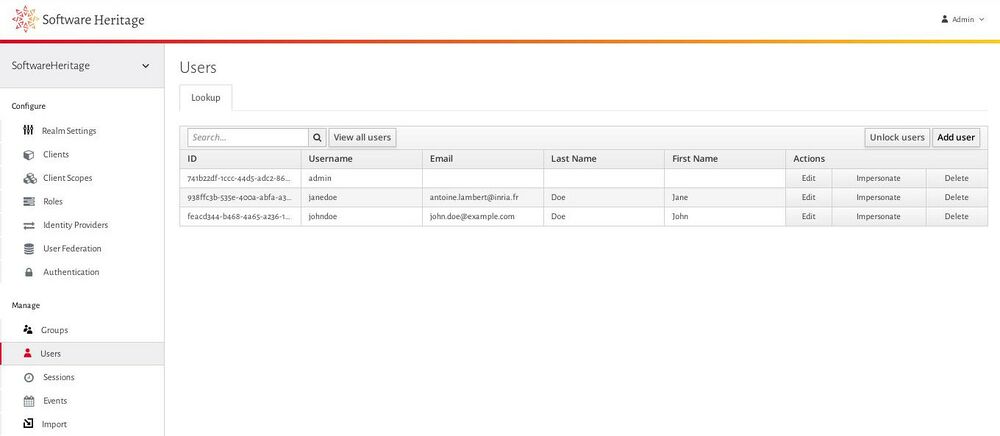 Software Heritage
Admin
SoftwareHeritage
Configure
Realm Settings
Clients
Client Scopes
Roles
Identity Providers
User Federation
Authentication
Manage
Groups
Users
Sessions
Events
Import
Users
Lookup
Search...
View all users
Unlock users
Add user
ID Username Email Last Name First Name Actions
741b22df-1ccc-44d5-adc2-86... admin Edit Impersonate Delete
938ffc3b-535e-400a-abfa-a3... janedoe antoine.lambert@inria.fr Doe Jane Edit Impersonate Delete
feacd344-b468-4a65-a236-1... johndoe john.doe@example.com Doe John Edit Impersonate Delete